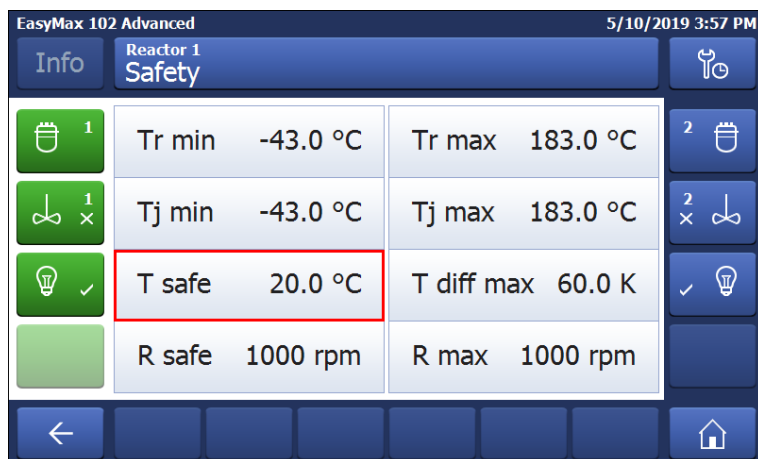 EasyMax 102 Advanced 5/10/2019 3:57 PM
Info
Reactor 1
Safety
1
Tr min -43.0 °C Tr max 183.0 °C
2
1
Tj min -43.0 °C Tj max 183.0 °C
2
T safe 20.0 °C T diff max 60.0 K
R safe 1000 rpm R max 1000 rpm